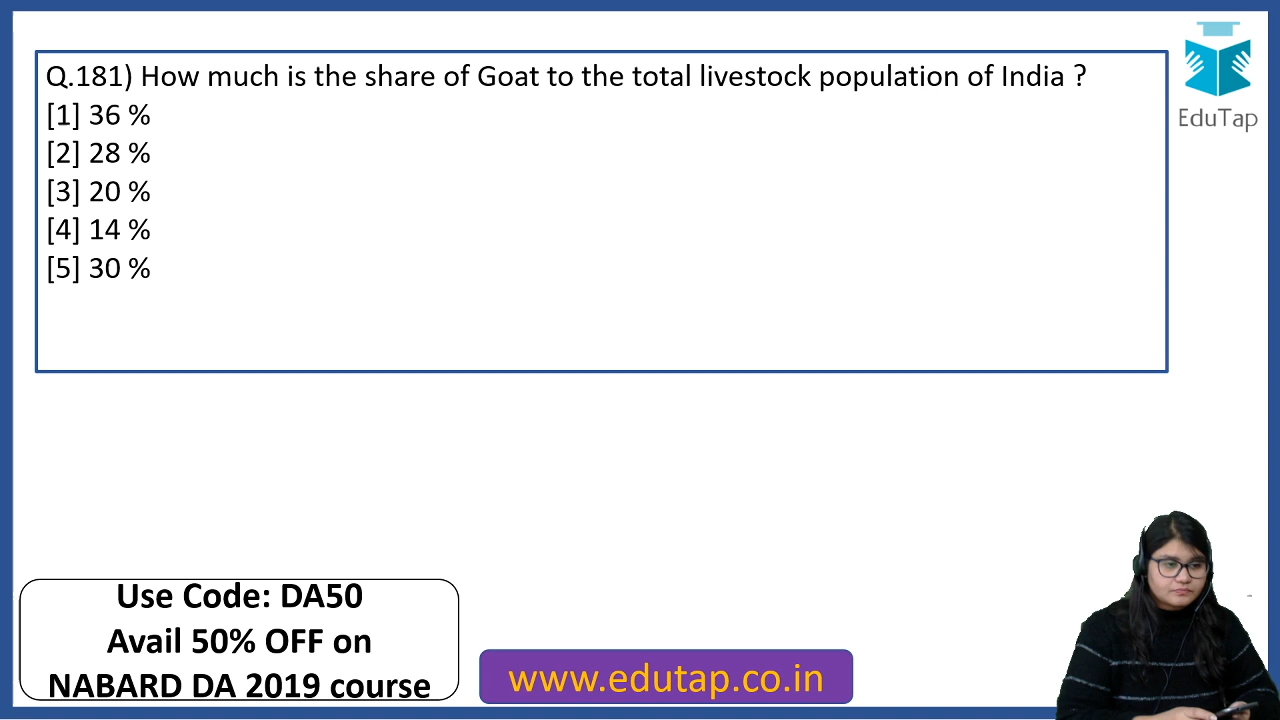 Q.181) How much is the share of Goat to the total livestock population of India ?
[1] 36 %
[2] 28 %
[3] 20 %
[4] 14 %
[5] 30 %
EduTap
Use Code: DA50
Avail 50% OFF on
NABARD DA 2019 course
www.edutap.co.in